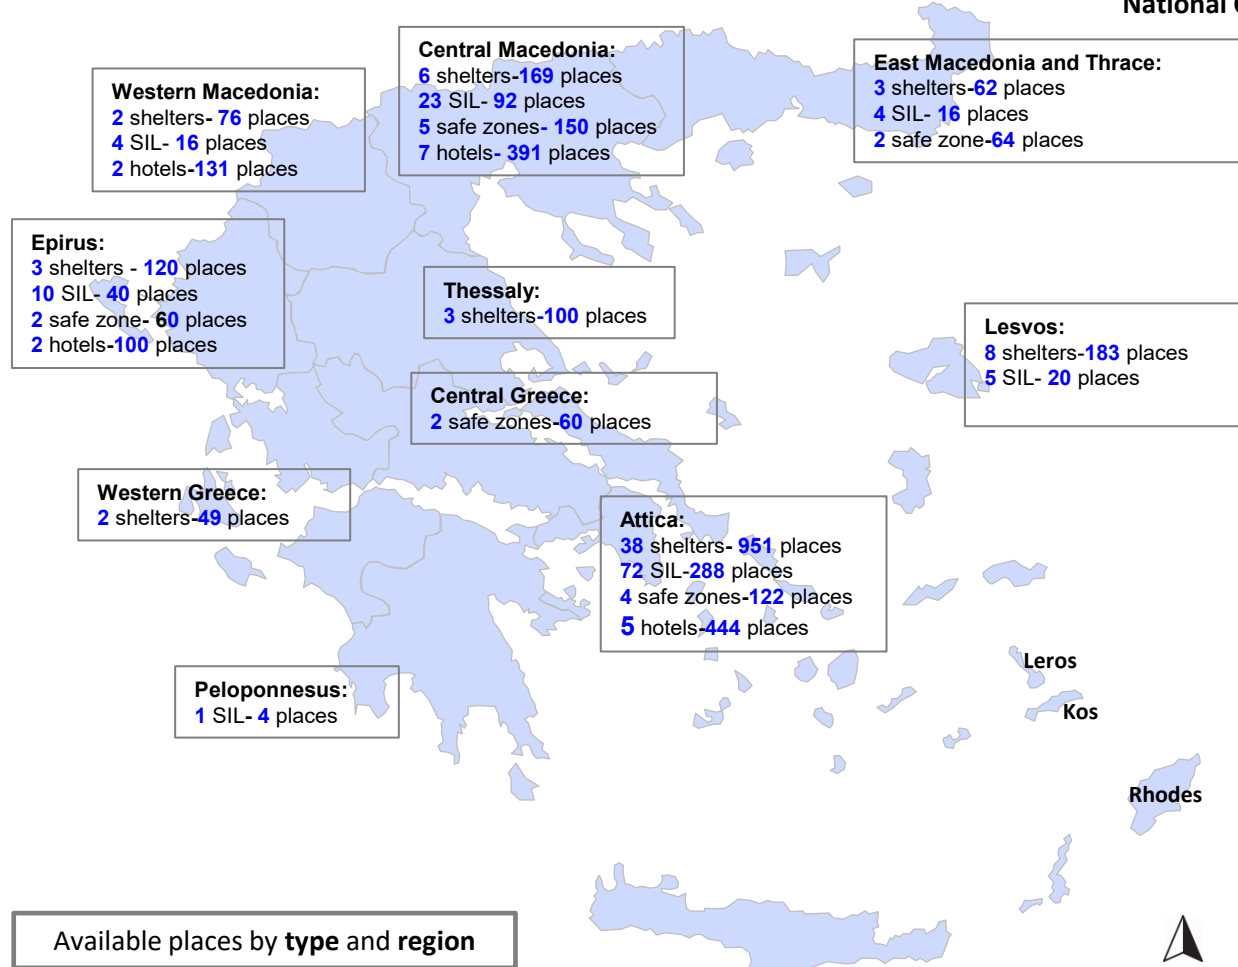 National
Central Macedonia:
6 shelters-169 places
23 SIL- 92 places
5 safe zones- 150 places
7 hotels- 391 places
East Macedonia and Thrace:
3 shelters-62 places
4 SIL- 16 places
2 safe zone-64 places
Western Macedonia:
2 shelters- 76 places
4 SIL- 16 places
2 hotels-131 places
Epirus:
3 shelters - 120 places
10 SIL- 40 places
2 safe zone- 60 places
2 hotels-100 places
Thessaly:
3 shelters-100 places
Lesvos:
8 shelters-183 places
5 SIL- 20 places
Central Greece:
2 safe zones-60 places
Western Greece:
2 shelters-49 places
Attica:
38 shelters- 951 places
72 SIL-288 places
4 safe zones-122 places
5 hotels-444 places
Leros
Kos
Peloponnesus:
1 SIL- 4 places
Rhodes
Available places by type and region